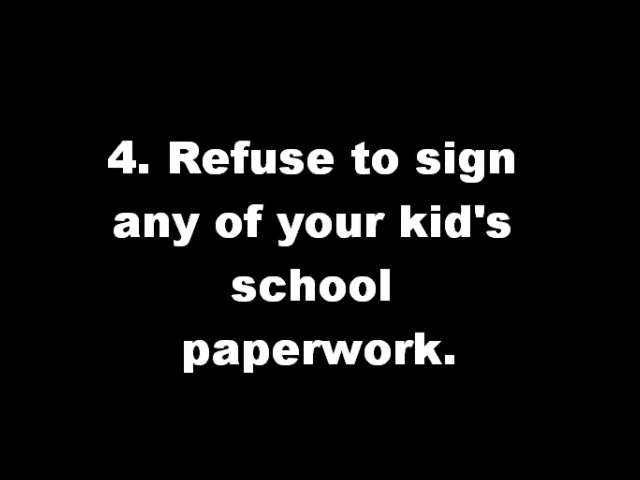 4. Refuse to sign
any of your kid's
school
paperwork.